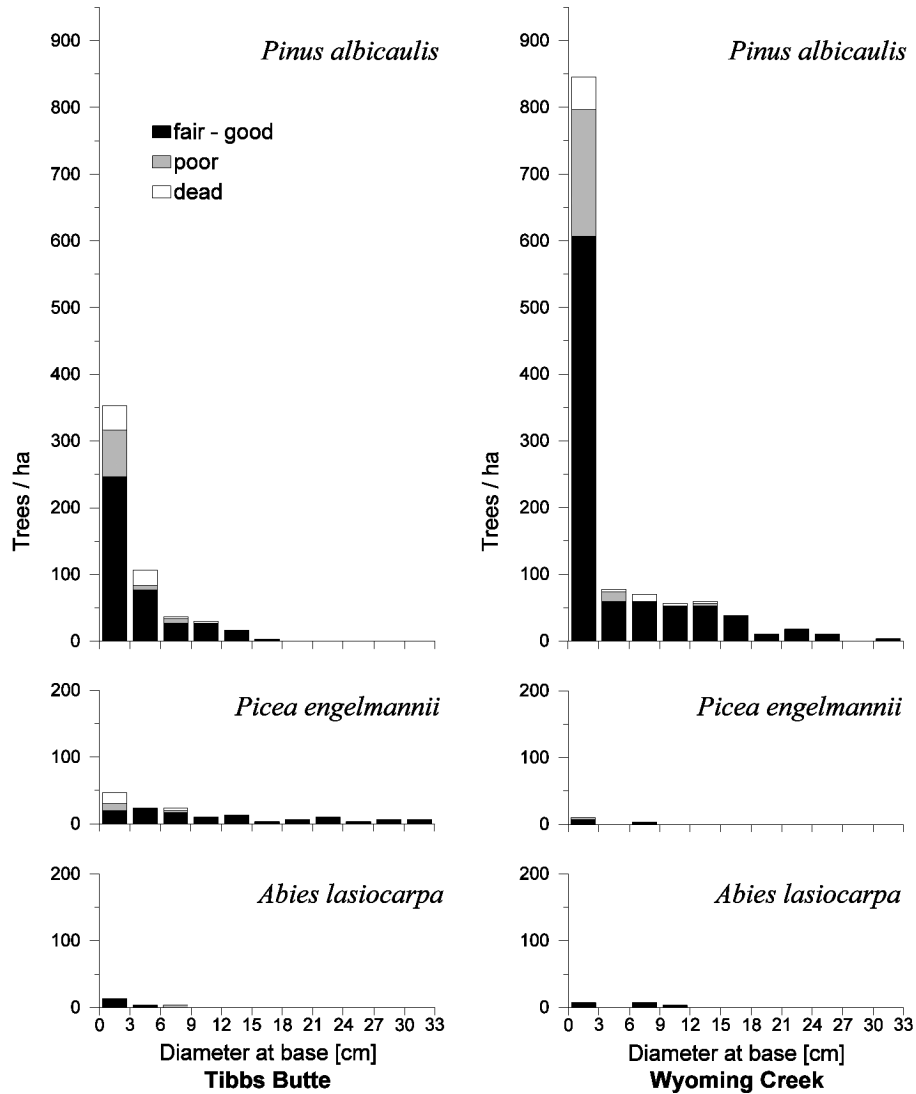 Pinus albicaulis
fair - good
poor
dead
900
800
700
600
500
400
300
200
100
0
Trees / ha
Picea engelmannii
200
100
0
Abies lasiocarpa
200
100
0
0 3 6 9 12 15 18 21 24 27 30 33
Diameter at base [cm]
Tibbs Butte
Pinus albicaulis
900
800
700
600
500
400
300
200
100
0
Trees / ha
Picea engelmannii
200
100
0
Abies lasiocarpa
200
100
0
0 3 6 9 12 15 18 21 24 27 30 33
Diameter at base [cm]
Wyoming Creek